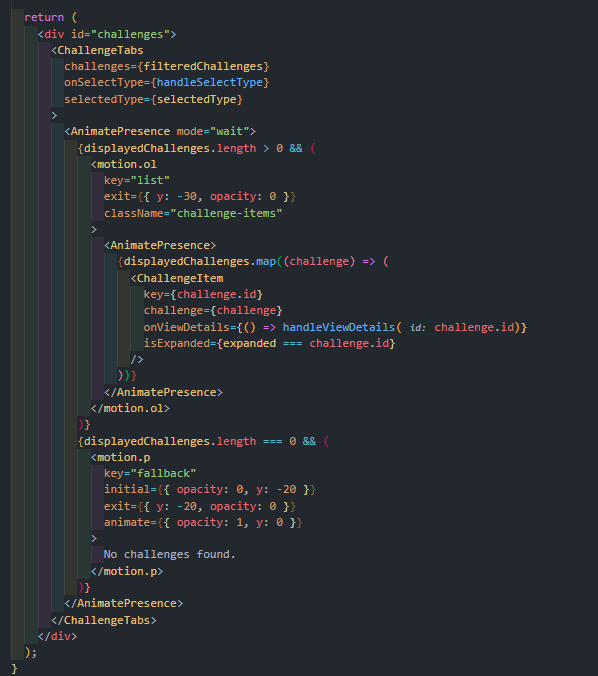 return (
<div id="challenges">
<ChallengeTabs
challenges={filteredChallenges}
onSelectType={handleSelectType}
selectedType={selectedType}
>
<AnimatePresence mode="wait">
{displayedChallenges.length > 0 && (
<motion.ol
key="list"
exit={{ y: -30, opacity: 0 }}
className="challenge-items"
>
<AnimatePresence>
{displayedChallenges.map((challenge) => (
<ChallengeItem
key={challenge.id}
challenge={challenge}
onViewDetails={() => handleViewDetails( id: challenge.id)}
isExpanded={expanded === challenge.id}
/>
))}
</AnimatePresence>
</motion.ol>
)}
{displayedChallenges.length === 0 && (
<motion.p
key="fallback"
initial={{ opacity: 0, y: -20 }}
exit={{ y: -20, opacity: 0 }}
animate={{ opacity: 1, y: 0 }}
>
No challenges found.
</motion.p>
)}
</AnimatePresence>
</ChallengeTabs>
</div>
);
}